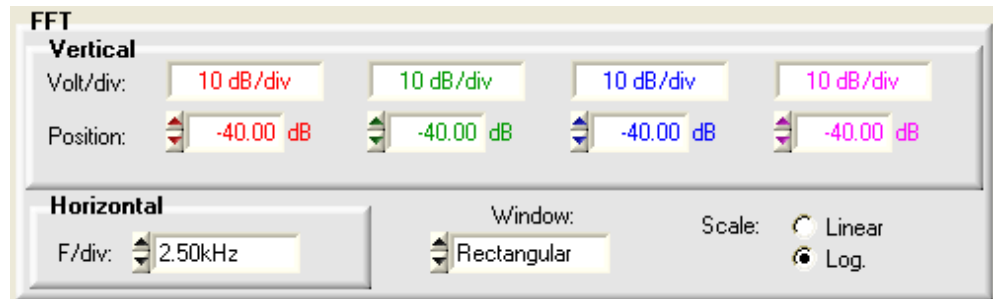 FFT
Vertical
Volt/div: 10 dB/div 10 dB/div 10 dB/div 10 dB/div
Position: -40.00 dB -40.00 dB -40.00 dB -40.00 dB
Horizontal
F/div: 2.50kHz
Window:
Rectangular
Scale: Linear
Log.